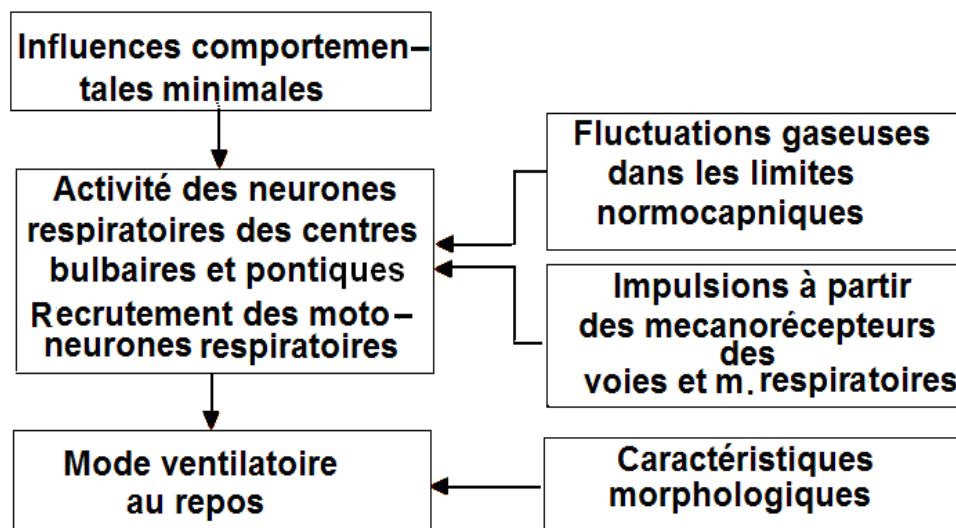 Influences comportemen-
tales minimales
Fluctuations gaseuses
dans les limites
normocapniques
Activité des neurones
respiratoires des centres
bulbaires et pontiques
Recrutement des moto-
neurones respiratoires
Impulsions à partir
des mecanorécepteurs
des
voies et m. respiratoires
Mode ventilatoire
au repos
Caractéristiques
morphologiques